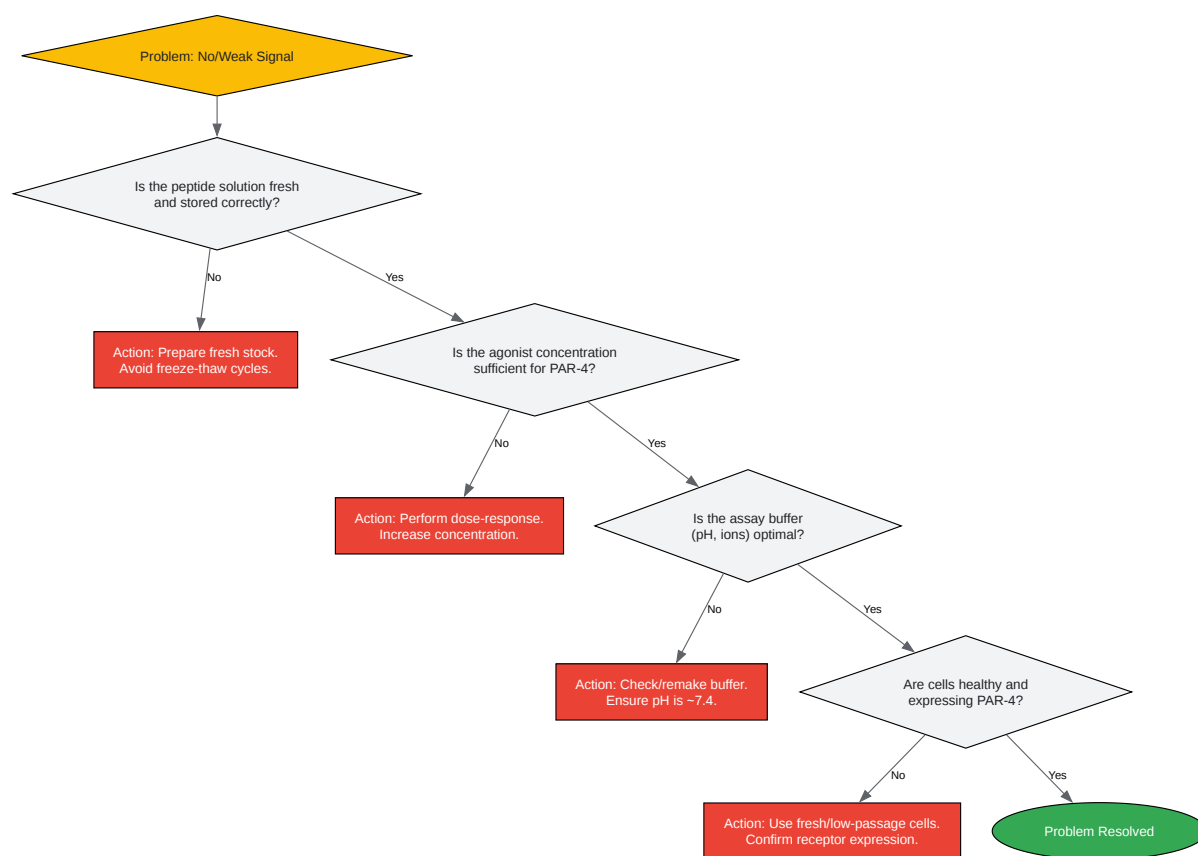 Problem: No/Weak Signal
Is the peptide solution fresh
and stored correctly?
No
Yes
Action: Prepare fresh stock.
Avoid freeze-thaw cycles.
Is the agonist concentration
sufficient for PAR-4?
No
Yes
Action: Perform dose-response.
Increase concentration.
Is the assay buffer
(pH, ions) optimal?
No
Yes
Action: Check/remake buffer.
Ensure pH is ~7.4.
Are cells healthy and
expressing PAR-4?
No
Yes
Action: Use fresh/low-passage cells.
Confirm receptor expression.
Problem Resolved